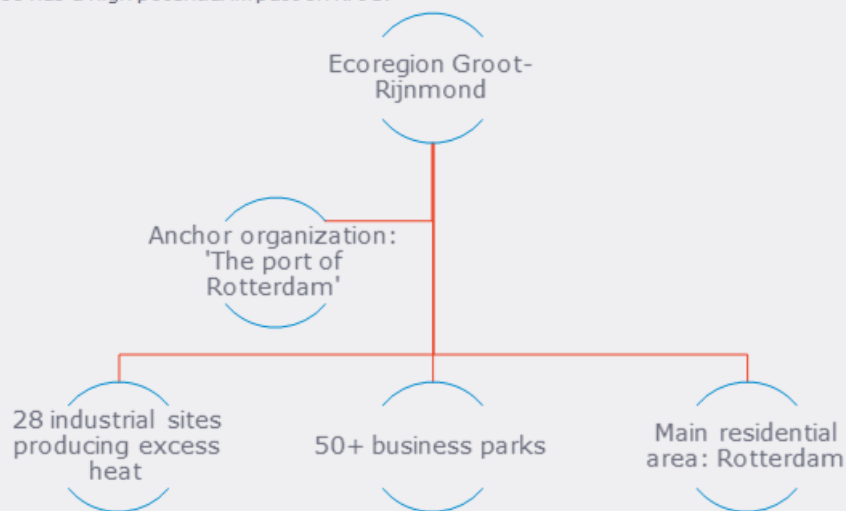 Ecoregion Groot-
Rijnmond
Anchor organization:
'The port of
Rotterdam'
28 industrial sites
producing excess
heat
50+ business parks
Main residential
area: Rotterdam